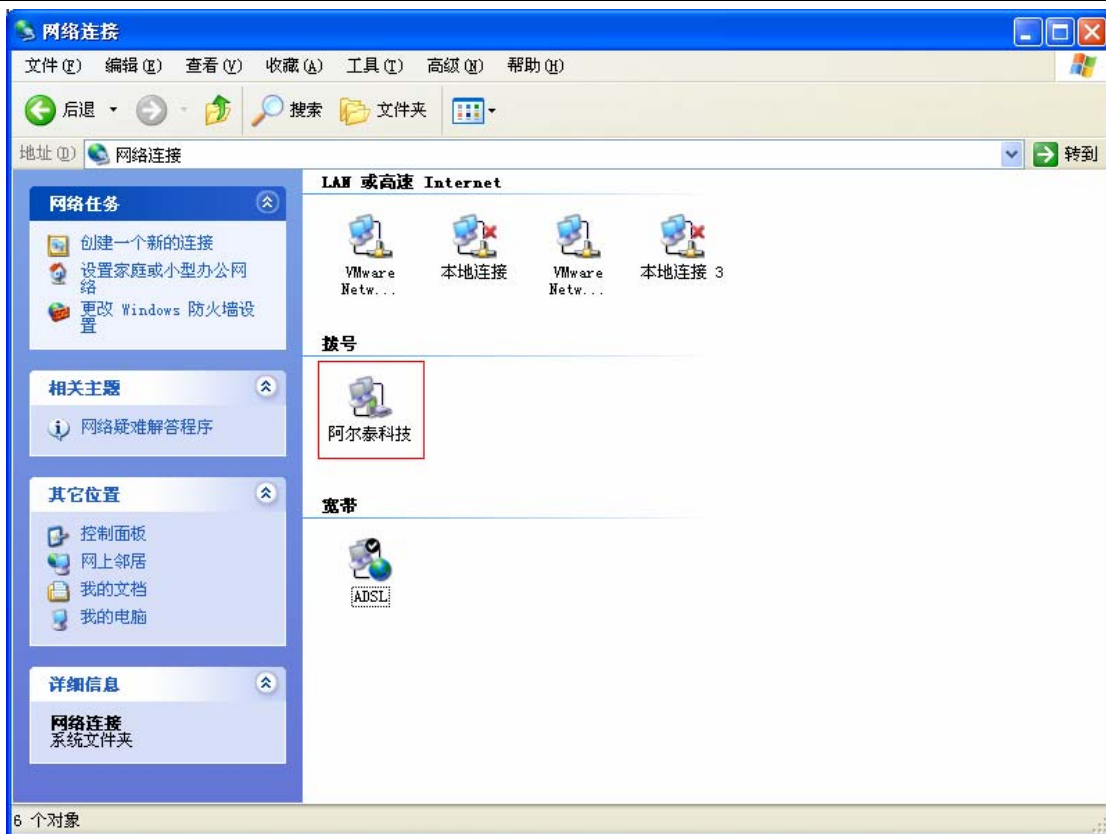 网络连接
文件(F) 编辑(E) 查看(V) 收藏(A) 工具(T) 高级(N) 帮助(H)
后退 搜索 文件夹
地址(D) 网络连接 转到
网络任务
创建一个新的连接
设置家庭或小型办公网
络
更改 Windows 防火墙设
置
相关主题
网络疑难解答程序
其它位置
控制面板
网上邻居
我的文档
我的电脑
详细信息
网络连接
系统文件夹
LAN 或高速 Internet
VMware
Netw...
本地连接
VMware
Netw...
本地连接 3
拨号
阿尔泰科技
宽带
ADSL
6 个对象